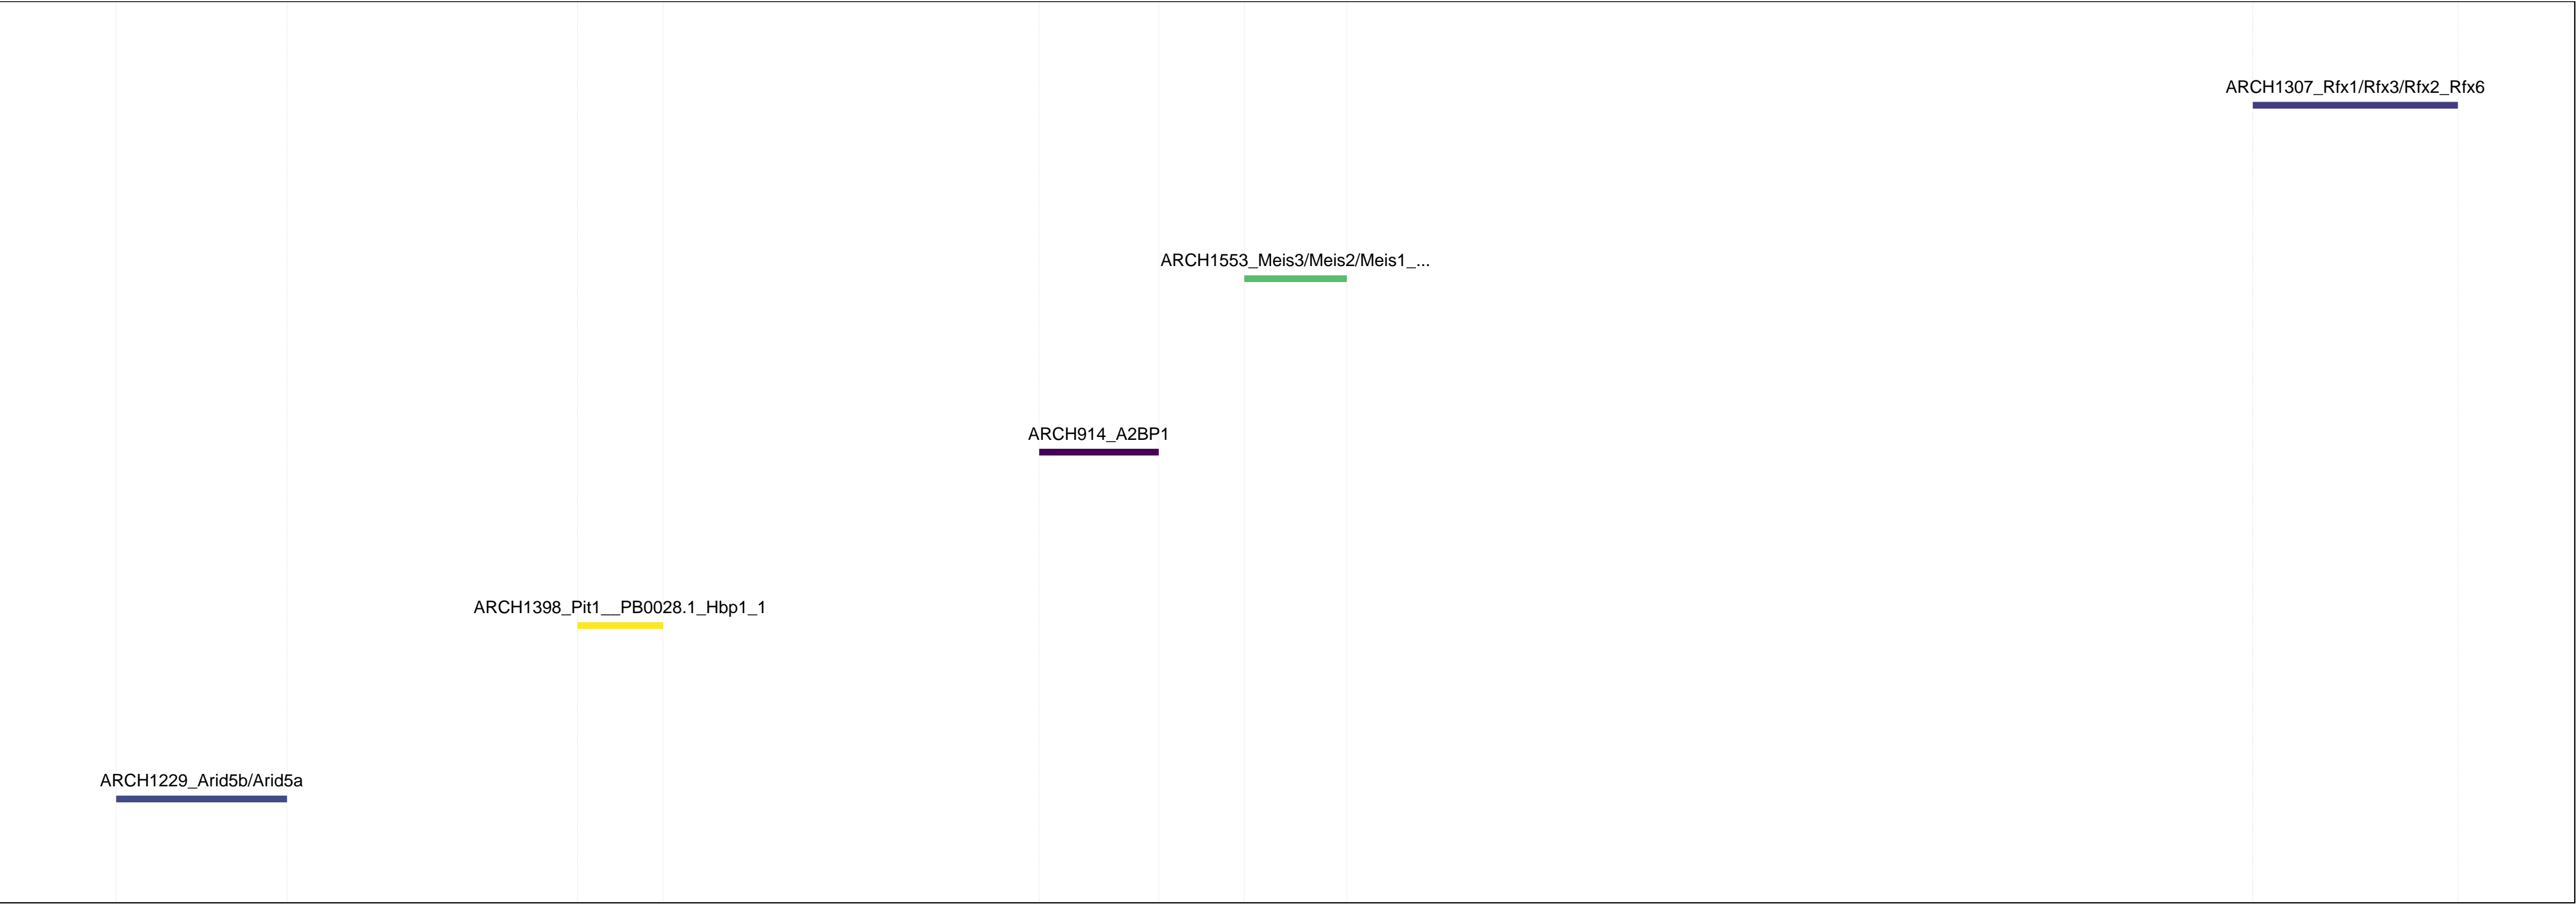 ARCH1307_Rfx1/Rfx3/Rfx2_Rfx6
ARCH1553_Meis3/Meis2/Meis1_...
ARCH914_A2BP1
ARCH1398_Pit1__PB0028.1_Hbp1_1
ARCH1229_Arid5b/Arid5a